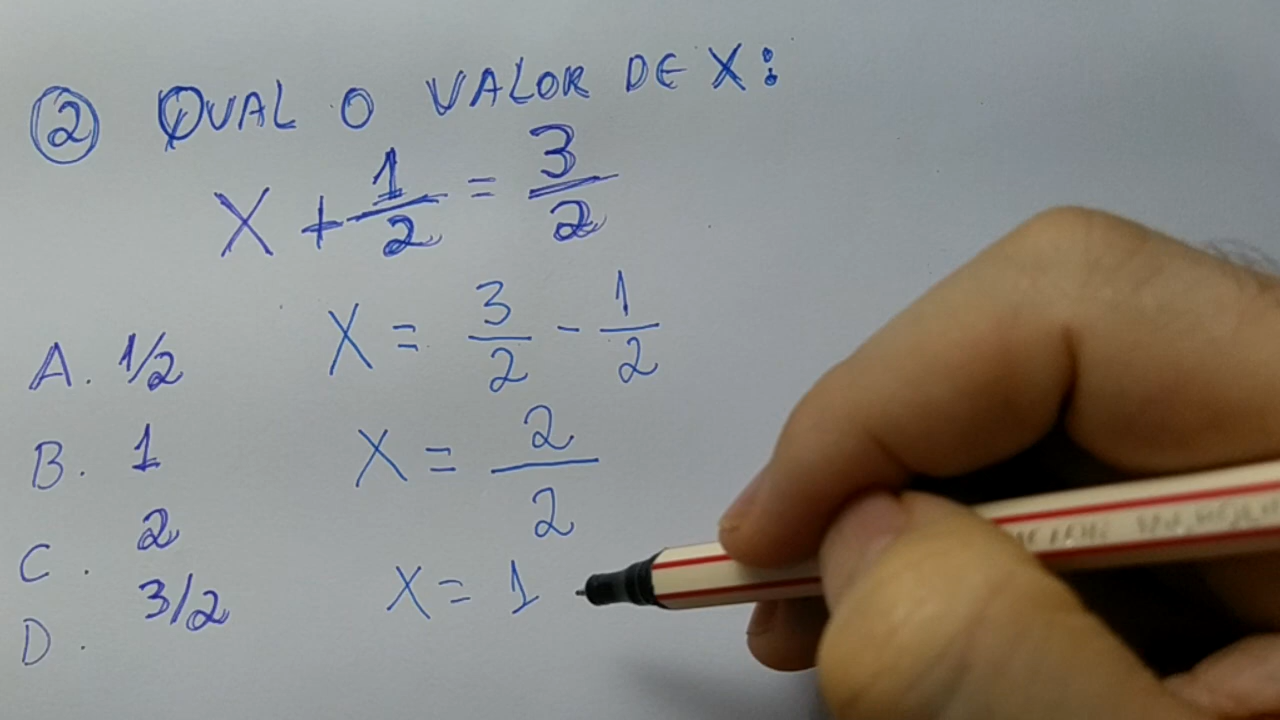 ② QUAL O VALOR DE X:
X + 1/2 = 3/2
X = 3/2 - 1/2
A. 1/2
X = 2/2
B. 1
C. 2
X = 1
D. 3/2